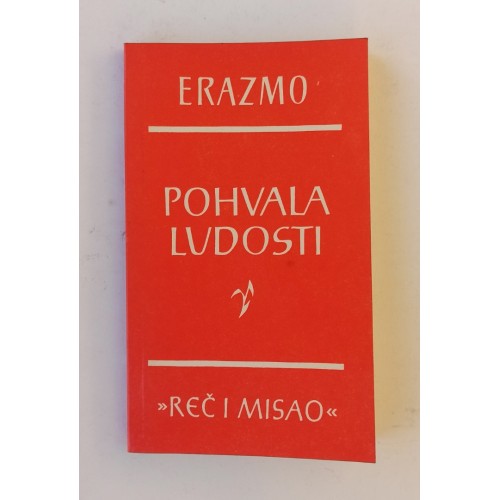 ERAZMO
POHVALA
LUDOSTI
»REČ I MISAO«